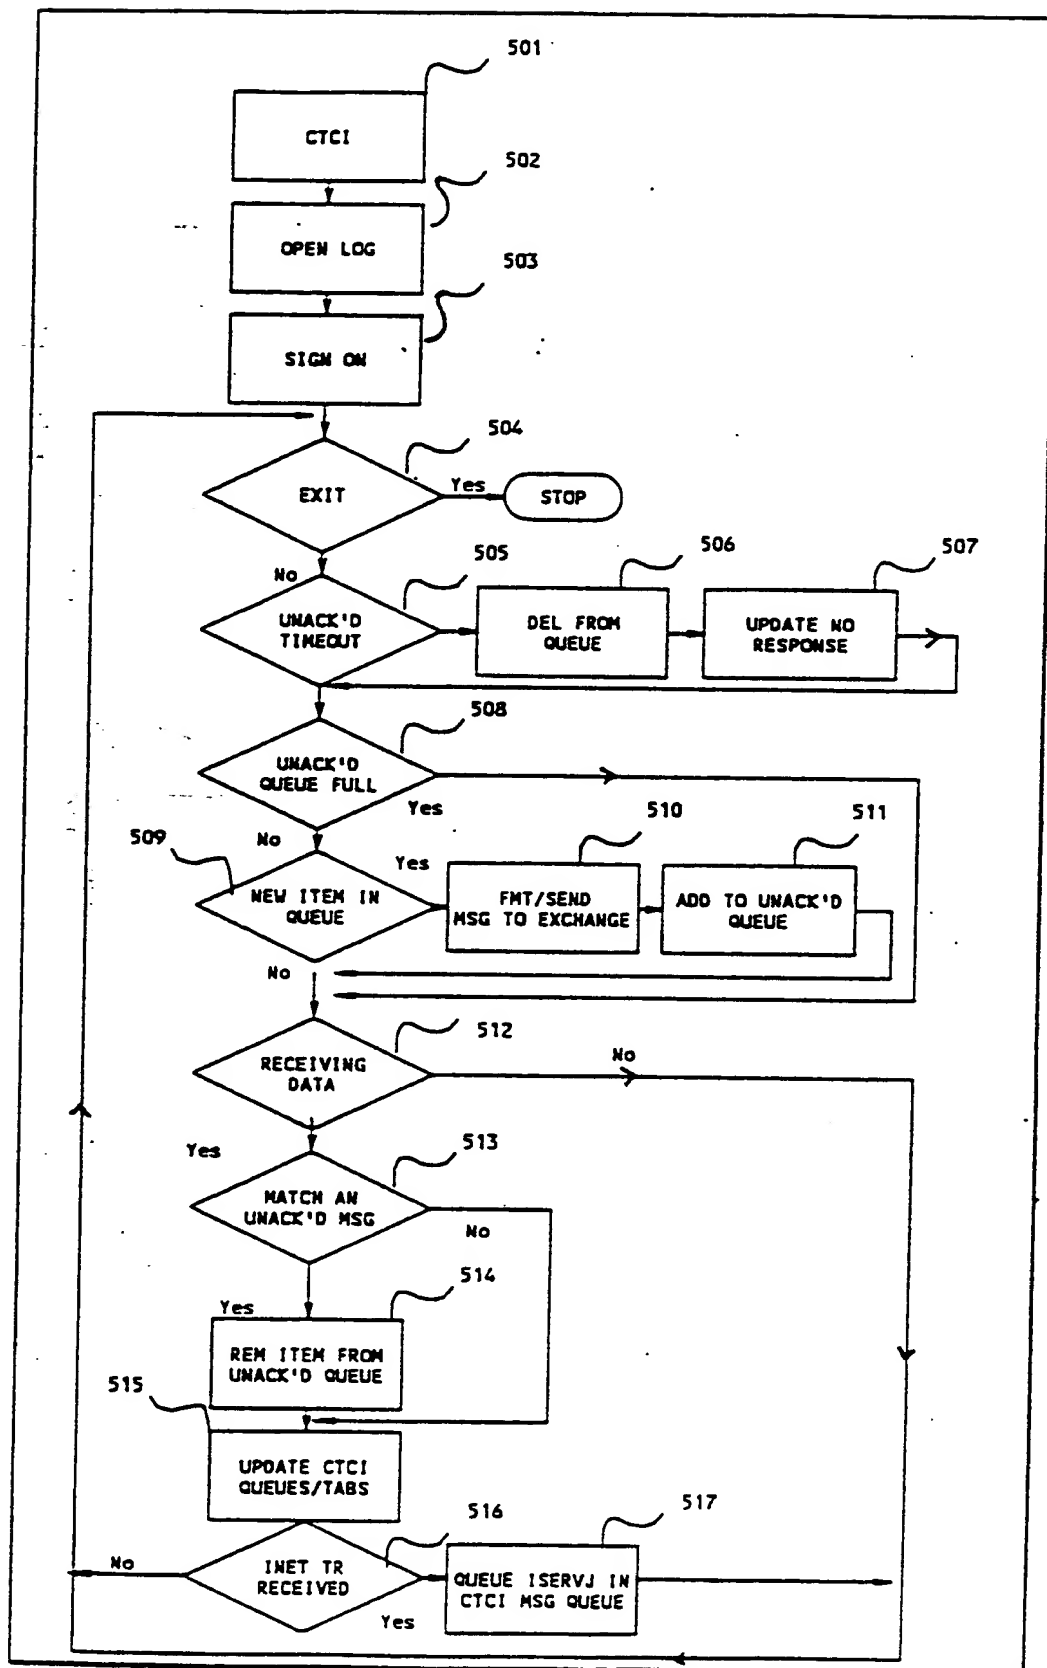 501
CTCI
502
OPEN LOG
503
SIGN ON
504
EXIT
Yes
STOP
No
505
506
507
UNACK'D
TIMEOUT
DEL FROM
QUEUE
UPDATE NO
RESPONSE
508
UNACK'D
QUEUE FULL
Yes
No
509
510
511
NEW ITEM IN
QUEUE
Yes
FMT/SEND
MSG TO EXCHANGE
ADD TO UNACK'D
QUEUE
No
512
RECEIVING
DATA
No
Yes
513
MATCH AN
UNACK'D MSG
No
514
Yes
REM ITEM FROM
UNACK'D QUEUE
515
UPDATE CTCI
QUEUES/TABS
516
517
No
INET TR
RECEIVED
Yes
QUEUE ISERVJ IN
CTCI MSG QUEUE